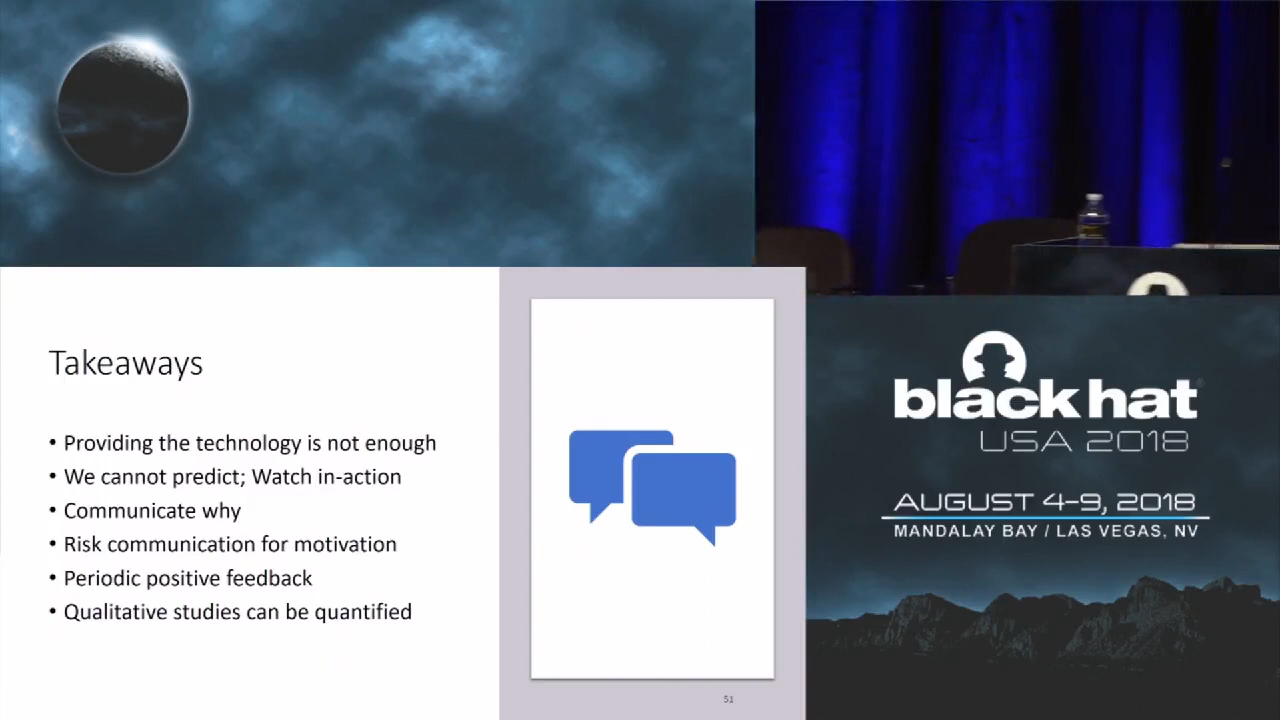 Takeaways
• Providing the technology is not enough
• We cannot predict; Watch in-action
• Communicate why
• Risk communication for motivation
• Periodic positive feedback
• Qualitative studies can be quantified
51
black hat
USA 2018
AUGUST 4–9, 2018
MANDALAY BAY / LAS VEGAS, NV